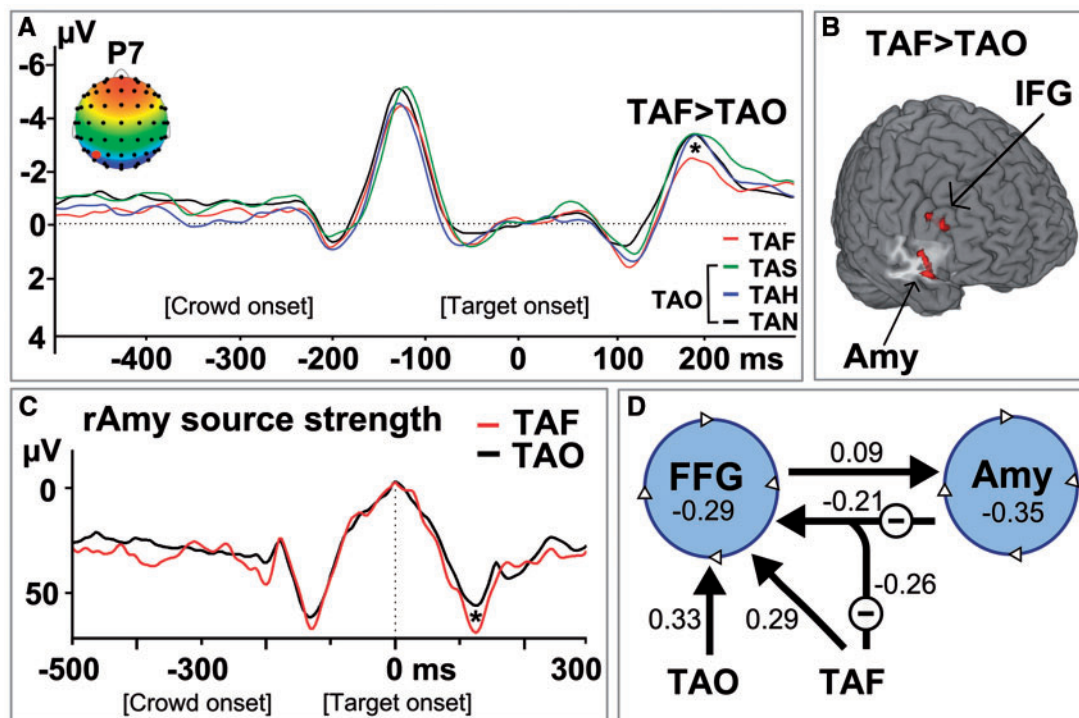 A
µV
P7
-6
-4
-2
0
2
4
TAF>TAO
*
TAF
TAS
TAO
TAH
TAN
[Crowd onset]
[Target onset]
-400 -300 -200 -100 0 100 200 ms
B
TAF>TAO
IFG
Amy
C
rAmy source strength
TAF
TAO
µV
0
50
*
-500 -300 0 ms 300
[Crowd onset] [Target onset]
D
FFG
-0.29
0.09
Amy
-0.35
-0.21
-0.26
0.33
0.29
TAO
TAF